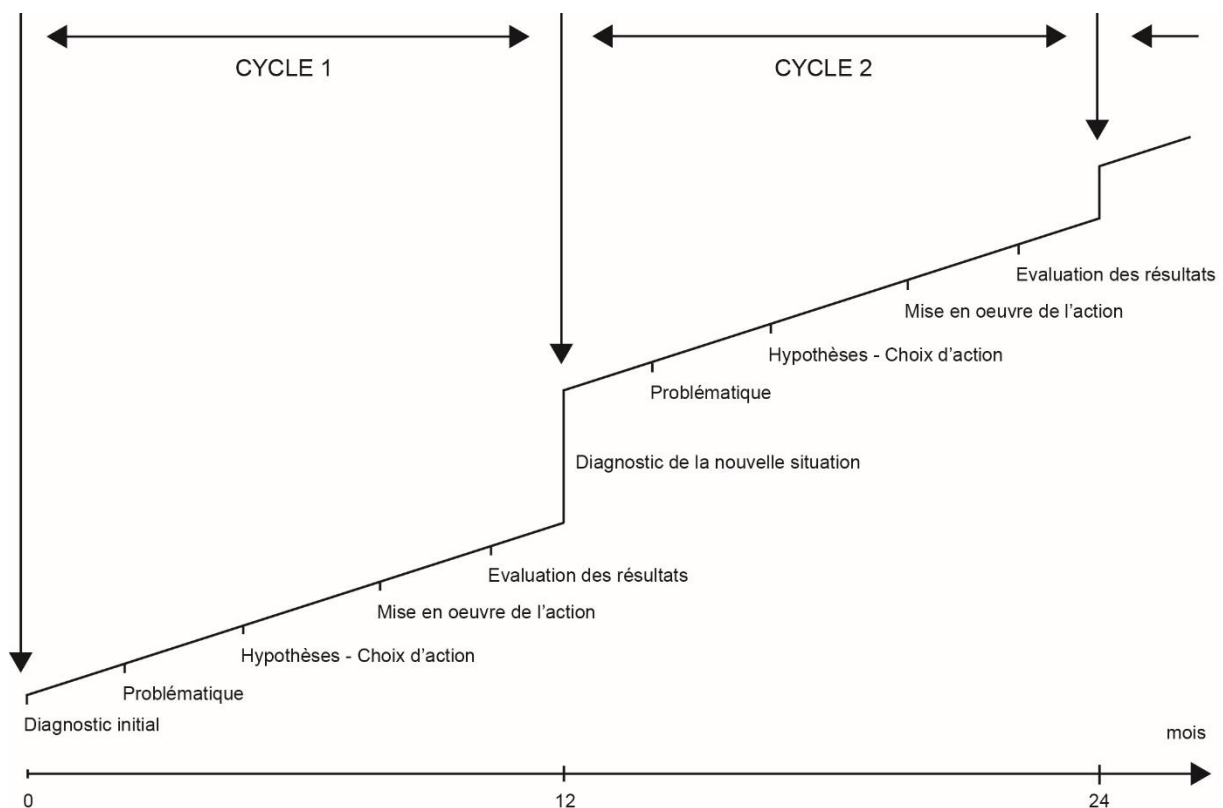 CYCLE 1
CYCLE 2
Evaluation des résultats
Mise en oeuvre de l'action
Hypothèses - Choix d'action
Problématique
Diagnostic de la nouvelle situation
Evaluation des résultats
Mise en oeuvre de l'action
Hypothèses - Choix d'action
Problématique
Diagnostic initial
mois
0
12
24